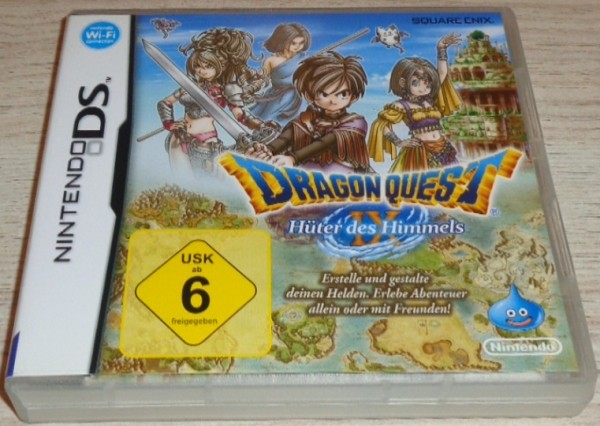 Nintendo
Wi-Fi
CONNECTION
NINTENDO DS
TM
SQUARE ENIX
DRAGON QUEST
®
IX
Hüter des Himmels
Erstelle und gestalte
deinen Helden. Erlebe Abenteuer
allein oder mit Freunden!
USK
ab
6
freigegeben
Nintendo